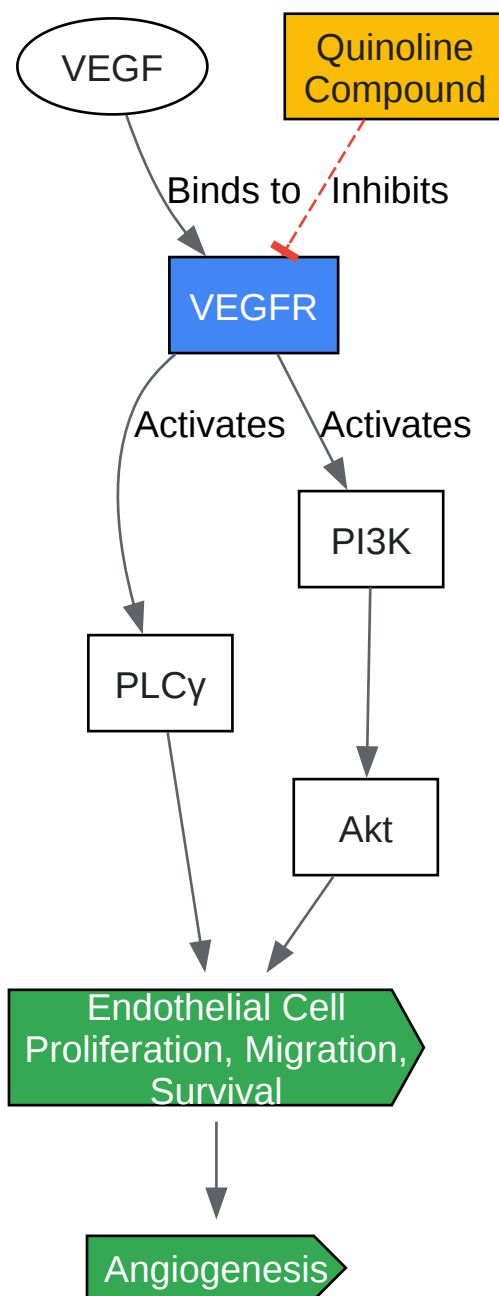 VEGF
Quinoline
Compound
Binds to
Inhibits
VEGFR
Activates
Activates
PI3K
PLCγ
Akt
Endothelial Cell
Proliferation, Migration,
Survival
Angiogenesis